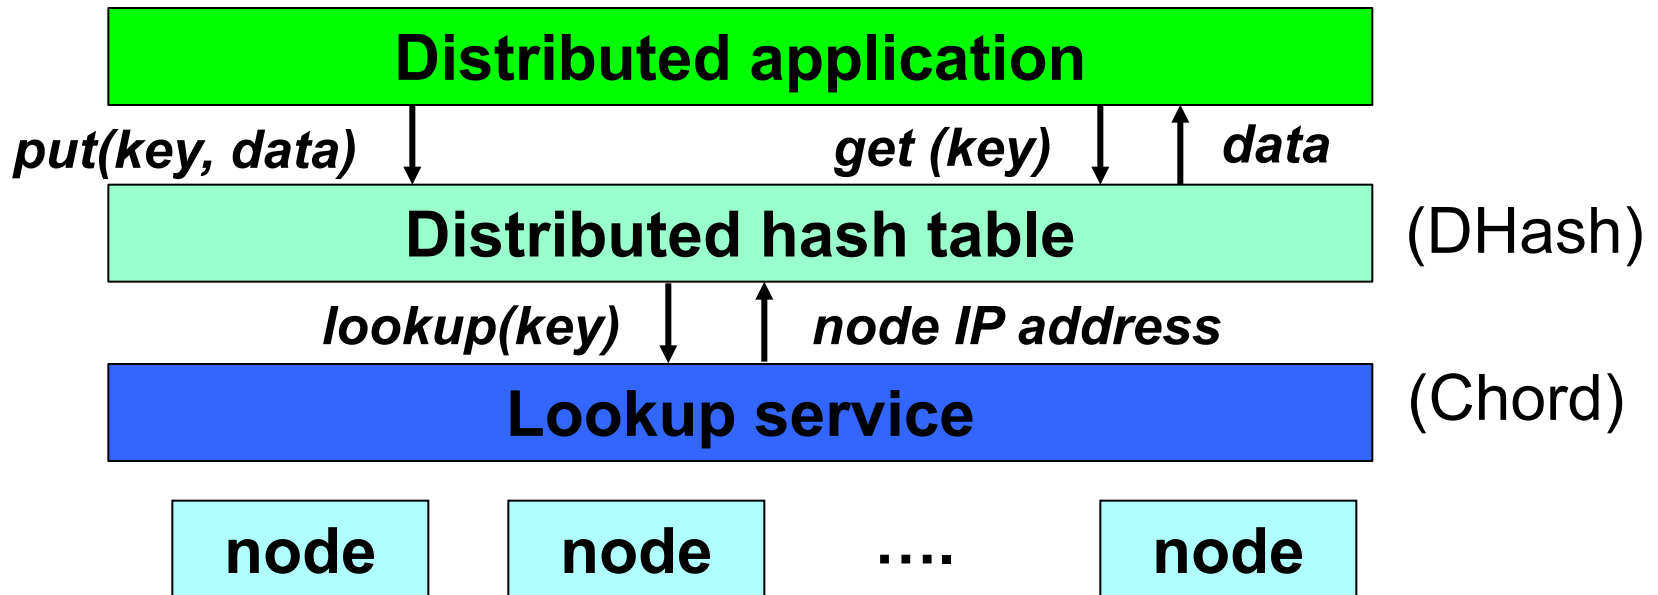 Distributed application
put(key, data)
get (key)
data
Distributed hash table
(DHash)
lookup(key)
node IP address
Lookup service
(Chord)
node
node
....
node